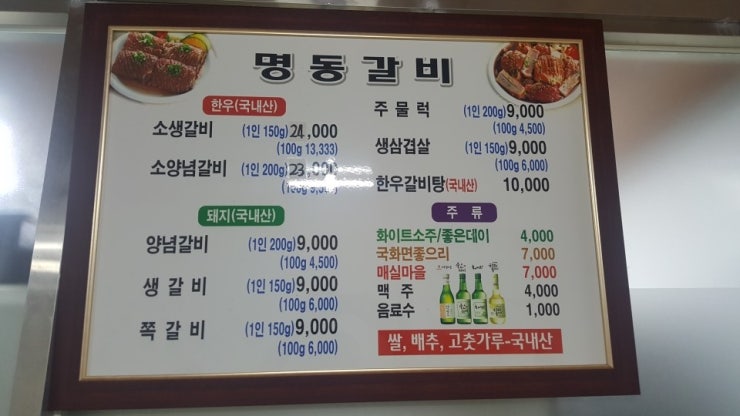 명동갈비
한우(국내산)
소생갈비 (1인 150g) 24,000
(100g 13,333)
소양념갈비 (1인 200g) 23,000
돼지(국내산)
양념갈비 (1인 200g) 9,000
(100g 4,500)
생갈비 (1인 150g) 9,000
(100g 6,000)
쪽갈비 (1인 150g) 9,000
(100g 6,000)
주물럭 (1인 200g) 9,000
(100g 4,500)
생삼겹살 (1인 150g) 9,000
(100g 6,000)
한우갈비탕(국내산) 10,000
주류
화이트소주/좋은데이 4,000
국화면좋으리 7,000
매실마을 7,000
맥주 4,000
음료수 1,000
쌀, 배추, 고춧가루-국내산